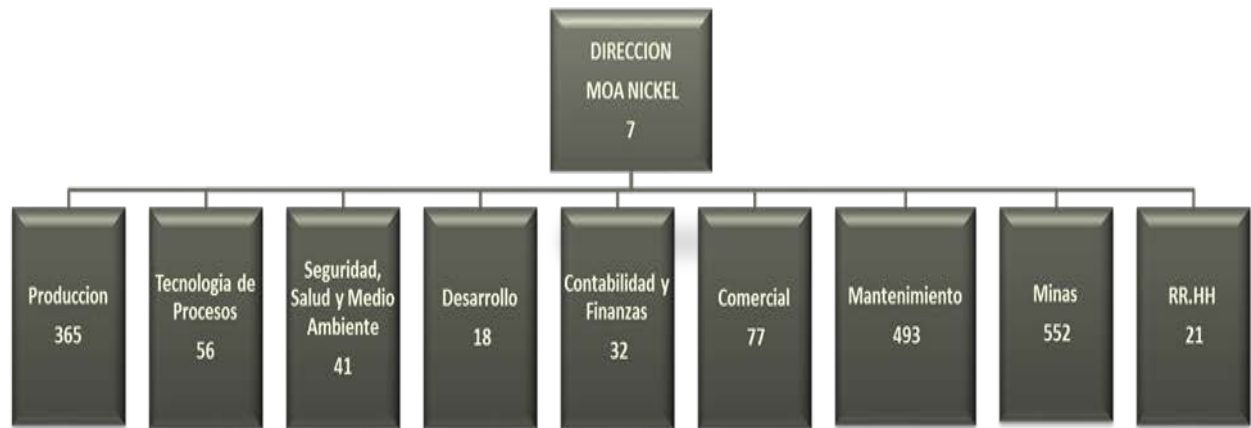 DIRECCION
MOA NICKEL
7
Produccion
365
Tecnologia de
Procesos
56
Seguridad,
Salud y Medio
Ambiente
41
Desarrollo
18
Contabilidad y
Finanzas
32
Comercial
77
Mantenimiento
493
Minas
552
RR.HH
21